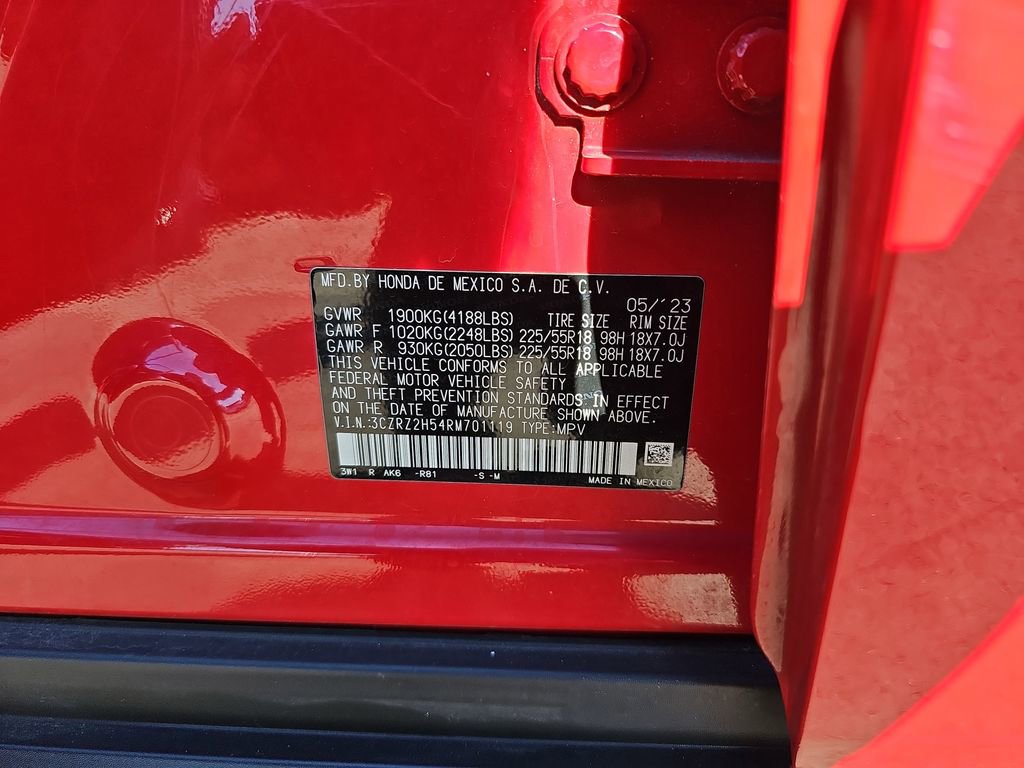 MFD.BY HONDA DE MEXICO S.A. DE C.V.
05/'23
GVWR 1900KG(4188LBS) TIRE SIZE RIM SIZE
GAWR F 1020KG(2248LBS) 225/55R18 98H 18X7.0J
GAWR R 930KG(2050LBS) 225/55R18 98H 18X7.0J
THIS VEHICLE CONFORMS TO ALL APPLICABLE
FEDERAL MOTOR VEHICLE SAFETY
AND THEFT PREVENTION STANDARDS IN EFFECT
ON THE DATE OF MANUFACTURE SHOWN ABOVE.
V.I.N.:3CZRZ2H54RM701119 TYPE:MPV
3W1 R AK6 -R81 -S -M MADE IN MEXICO